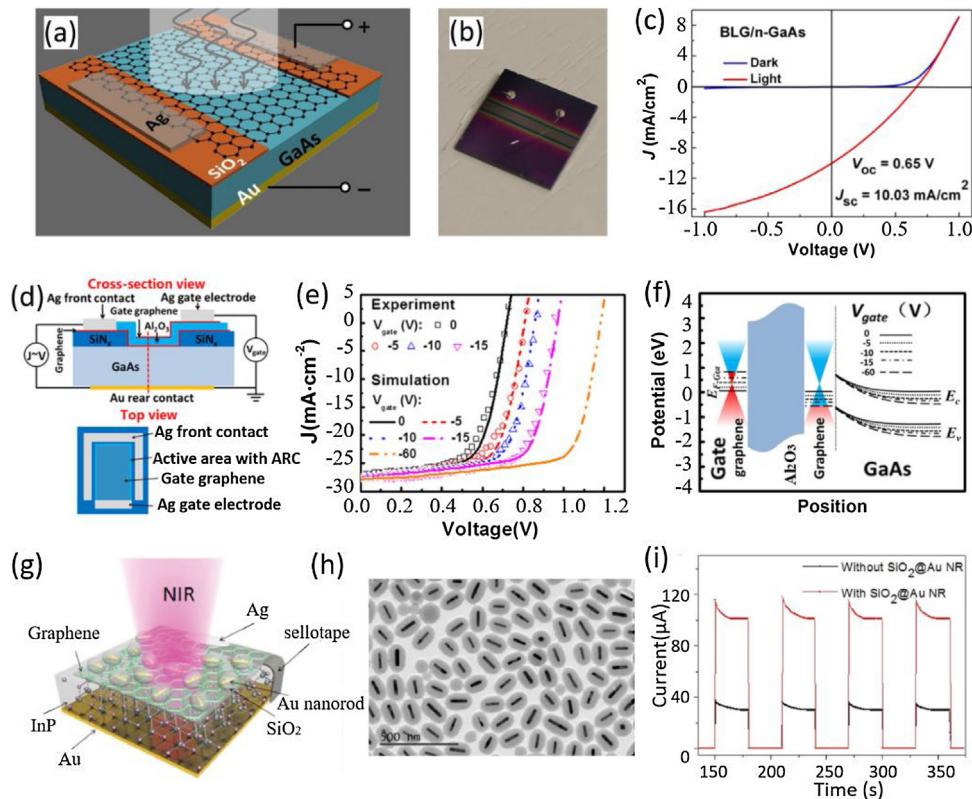 (a)
+
Ag
SiO2
GaAs
Au
−
(b)
(c)
BLG/n-GaAs
Dark
Light
VOC = 0.65 V
JSC = 10.03 mA/cm2
J (mA/cm2)
8
4
0
-4
-8
-12
-16
-1.0 -0.5 0.0 0.5 1.0
Voltage (V)
(d)
Cross-section view
Ag front contact Ag gate electrode
Gate graphene
Al2O3
Graphene
SiNx SiNx
J~V
Vgate
GaAs
Au rear contact
Top view
Ag front contact
Active area with ARC
Gate graphene
Ag gate electrode
(e)
Experiment
Vgate (V): 0
-5 -10 -15
Simulation
Vgate (V):
0 -5
-10 -15
-60
J(mA·cm-2)
5
0
-5
-10
-15
-20
-25
-30
0.0 0.2 0.4 0.6 0.8 1.0 1.2
Voltage(V)
(f)
Vgate (V)
0
-5
-10
-15
-60
Ec
Ev
Potential (eV)
4
3
2
1
0
-1
-2
-3
-4
Gate
graphene
Al2O3
Graphene
GaAs
Position
(g)
NIR
Graphene
Ag
sellotape
Au nanorod
SiO2
InP
Au
(h)
500 nm
(i)
Without SiO2@Au NR
With SiO2@Au NR
Current(μA)
120
80
40
0
150 200 250 300 350
Time (s)